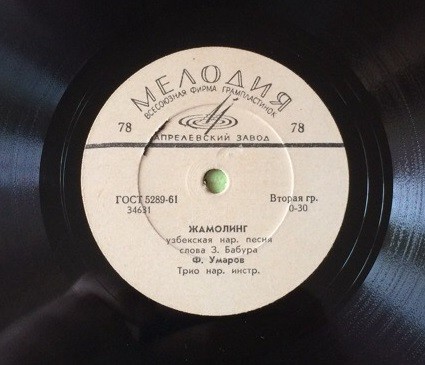 МЕЛОДИЯ
ВСЕСОЮЗНАЯ ФИРМА ГРАМПЛАСТИНОК
78 78
АПРЕЛЕВСКИЙ ЗАВОД
ГОСТ 5289-61 Вторая гр.
34631 0-30
ЖАМОЛИНГ
узбекская нар. песня
слова З. Бабура
Ф. Умаров
Трио нар. инстр.